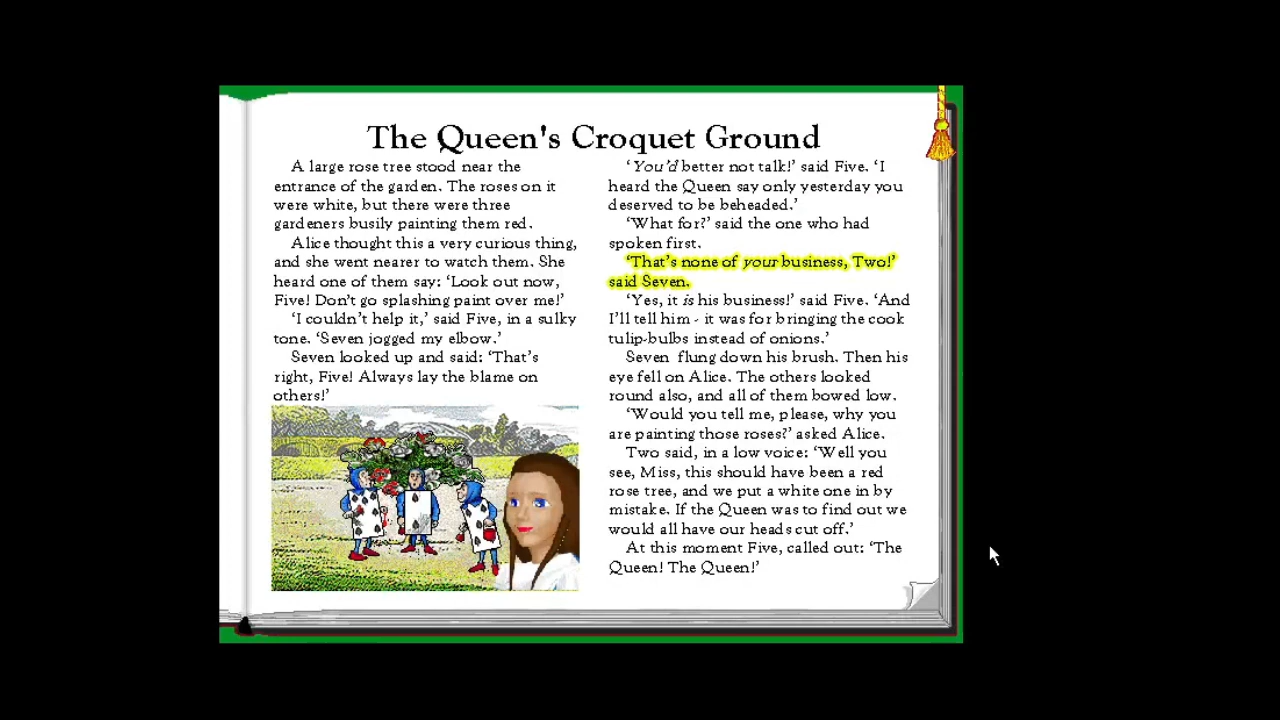 The Queen's Croquet Ground
A large rose tree stood near the
entrance of the garden. The roses on it
were white, but there were three
gardeners busily painting them red.
Alice thought this a very curious thing,
and she went nearer to watch them. She
heard one of them say: ‘Look out now,
Five! Don’t go splashing paint over me!’
‘I couldn’t help it,’ said Five, in a sulky
tone. ‘Seven jogged my elbow.’
Seven looked up and said: ‘That’s
right, Five! Always lay the blame on
others!’
‘You’d better not talk!’ said Five. ‘I
heard the Queen say only yesterday you
deserved to be beheaded.’
‘What for?’ said the one who had
spoken first.
‘That’s none of your business, Two!’
said Seven.
‘Yes, it is his business!’ said Five. ‘And
I’ll tell him - it was for bringing the cook
tulip-bulbs instead of onions.’
Seven flung down his brush. Then his
eye fell on Alice. The others looked
round also, and all of them bowed low.
‘Would you tell me, please, why you
are painting those roses?’ asked Alice.
Two said, in a low voice: ‘Well you
see, Miss, this should have been a red
rose tree, and we put a white one in by
mistake. If the Queen was to find out we
would all have our heads cut off.’
At this moment Five, called out: ‘The
Queen! The Queen!’